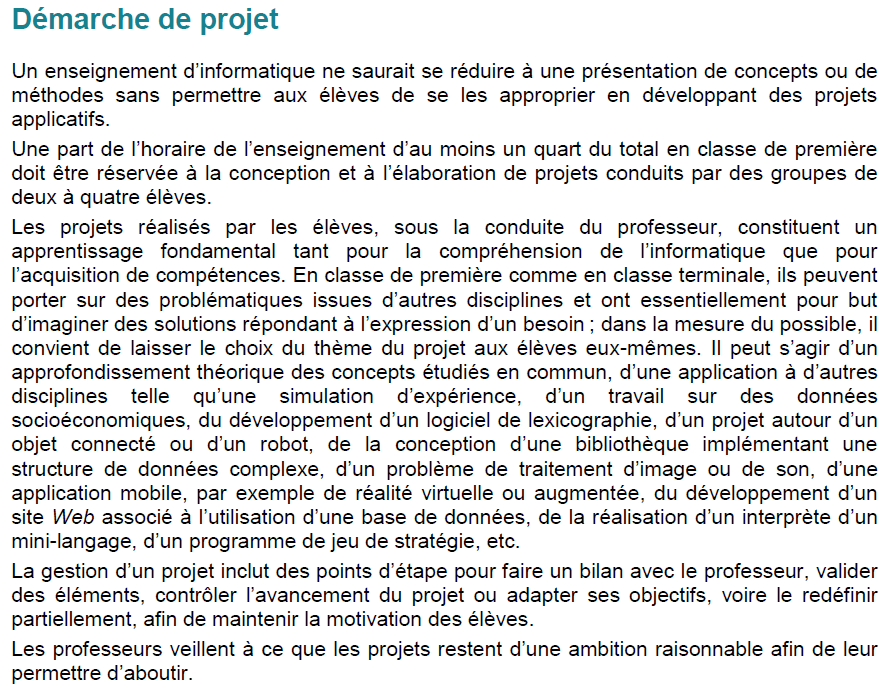 Démarche de projet
Un enseignement d’informatique ne saurait se réduire à une présentation de concepts ou de
méthodes sans permettre aux élèves de se les approprier en développant des projets
applicatifs.
Une part de l’horaire de l’enseignement d’au moins un quart du total en classe de première
doit être réservée à la conception et à l’élaboration de projets conduits par des groupes de
deux à quatre élèves.
Les projets réalisés par les élèves, sous la conduite du professeur, constituent un
apprentissage fondamental tant pour la compréhension de l’informatique que pour
l’acquisition de compétences. En classe de première comme en classe terminale, ils peuvent
porter sur des problématiques issues d’autres disciplines et ont essentiellement pour but
d’imaginer des solutions répondant à l’expression d’un besoin ; dans la mesure du possible, il
convient de laisser le choix du thème du projet aux élèves eux-mêmes. Il peut s’agir d’un
approfondissement théorique des concepts étudiés en commun, d’une application à d’autres
disciplines telle qu’une simulation d’expérience, d’un travail sur des données
socioéconomiques, du développement d’un logiciel de lexicographie, d’un projet autour d’un
objet connecté ou d’un robot, de la conception d’une bibliothèque implémentant une
structure de données complexe, d’un problème de traitement d’image ou de son, d’une
application mobile, par exemple de réalité virtuelle ou augmentée, du développement d’un
site Web associé à l’utilisation d’une base de données, de la réalisation d’un interprète d’un
mini-langage, d’un programme de jeu de stratégie, etc.
La gestion d’un projet inclut des points d’étape pour faire un bilan avec le professeur, valider
des éléments, contrôler l’avancement du projet ou adapter ses objectifs, voire le redéfinir
partiellement, afin de maintenir la motivation des élèves.
Les professeurs veillent à ce que les projets restent d’une ambition raisonnable afin de leur
permettre d’aboutir.